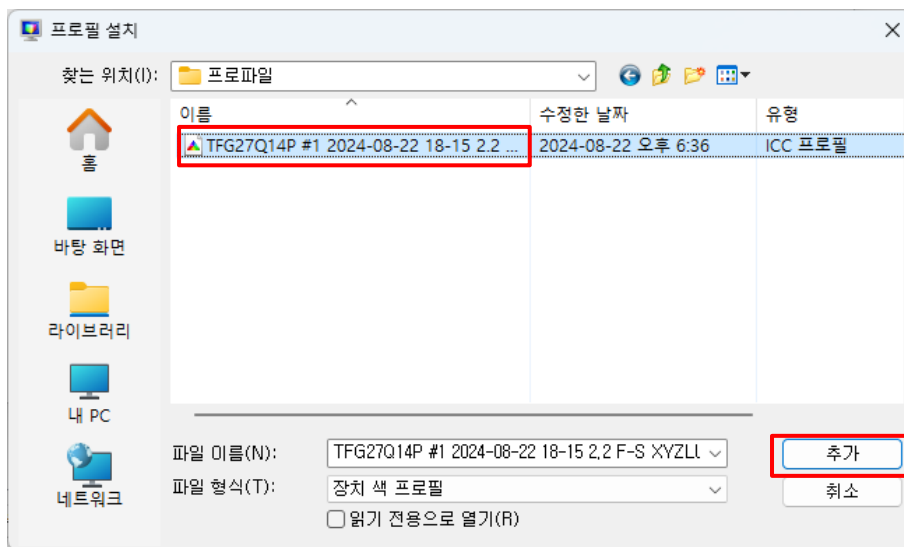 프로필 설치
찾는 위치(I): 프로파일
이름 수정한 날짜 유형
TFG27Q14P #1 2024-08-22 18-15 2.2 ... 2024-08-22 오후 6:36 ICC 프로필
홈
바탕 화면
라이브러리
내 PC
네트워크
파일 이름(N): TFG27Q14P #1 2024-08-22 18-15 2.2 F-S XYZLU 추가
파일 형식(T): 장치 색 프로필 취소
읽기 전용으로 열기(R)